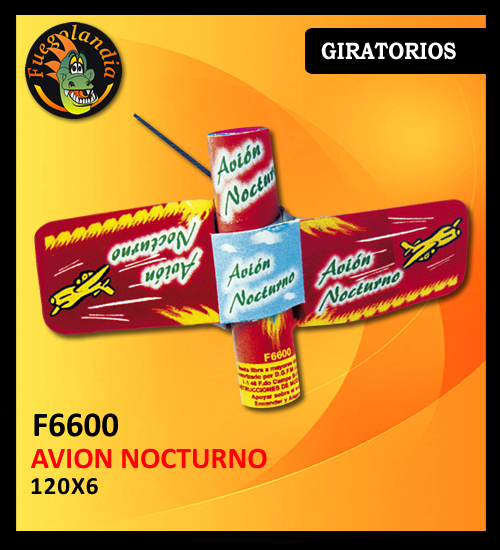 Fuegolandia
GIRATORIOS
Avión
Nocturno
Avión
Nocturno
Avión
Nocturno
Avión
Nocturno
F6600
F6600
AVION NOCTURNO
120X6